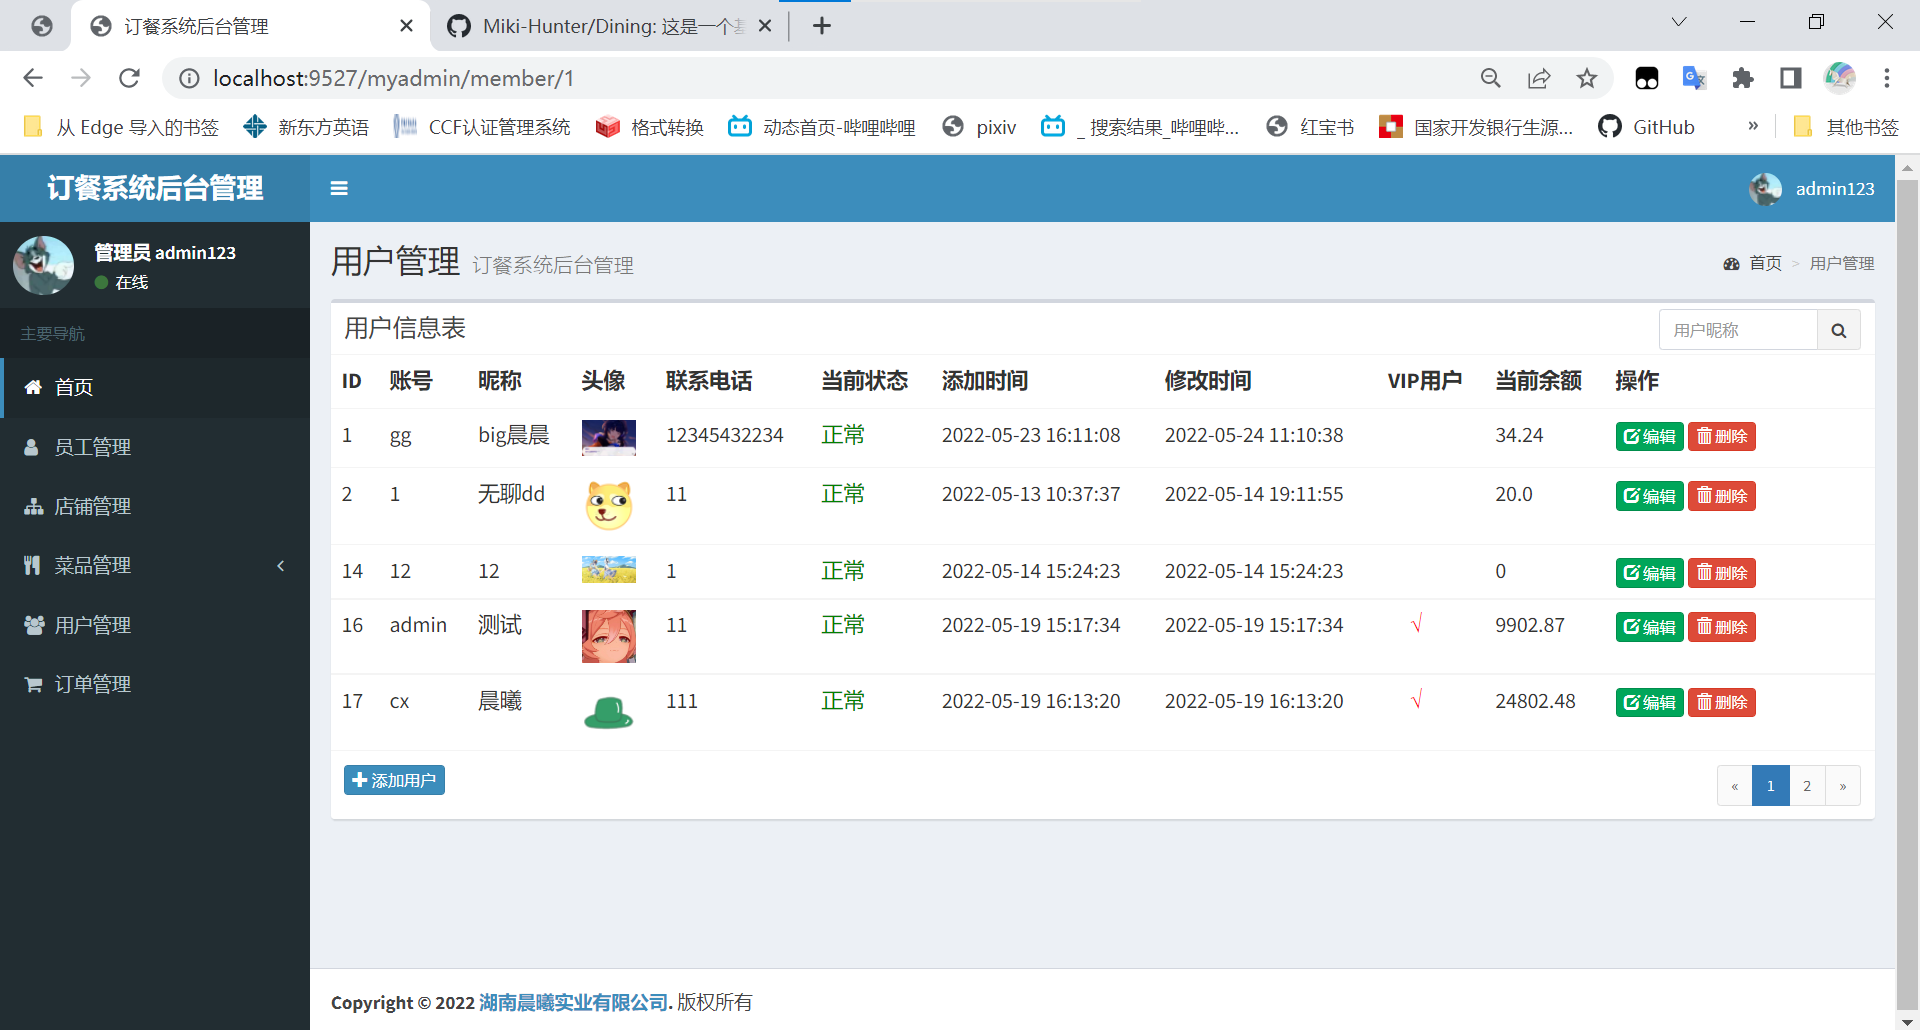 订餐系统后台管理
Miki-Hunter/Dining: 这是一个
localhost:9527/myadmin/member/1
从 Edge 导入的书签
新东方英语
CCF认证管理系统
格式转换
动态首页-哔哩哔哩
pixiv
_ 搜索结果_哔哩哔...
红宝书
国家开发银行生源...
GitHub
»
其他书签
订餐系统后台管理
admin123
管理员 admin123
在线
主要导航
首页
员工管理
店铺管理
菜品管理
用户管理
订单管理
用户管理 订餐系统后台管理
首页 > 用户管理
用户信息表
用户昵称
ID 账号 昵称 头像 联系电话 当前状态 添加时间 修改时间 VIP用户 当前余额 操作
1 gg big晨晨 12345432234 正常 2022-05-23 16:11:08 2022-05-24 11:10:38 34.24 编辑 删除
2 1 无聊dd 11 正常 2022-05-13 10:37:37 2022-05-14 19:11:55 20.0 编辑 删除
14 12 12 1 正常 2022-05-14 15:24:23 2022-05-14 15:24:23 0 编辑 删除
16 admin 测试 11 正常 2022-05-19 15:17:34 2022-05-19 15:17:34 √ 9902.87 编辑 删除
17 cx 晨曦 111 正常 2022-05-19 16:13:20 2022-05-19 16:13:20 √ 24802.48 编辑 删除
添加用户
« 1 2 »
Copyright © 2022 湖南晨曦实业有限公司. 版权所有